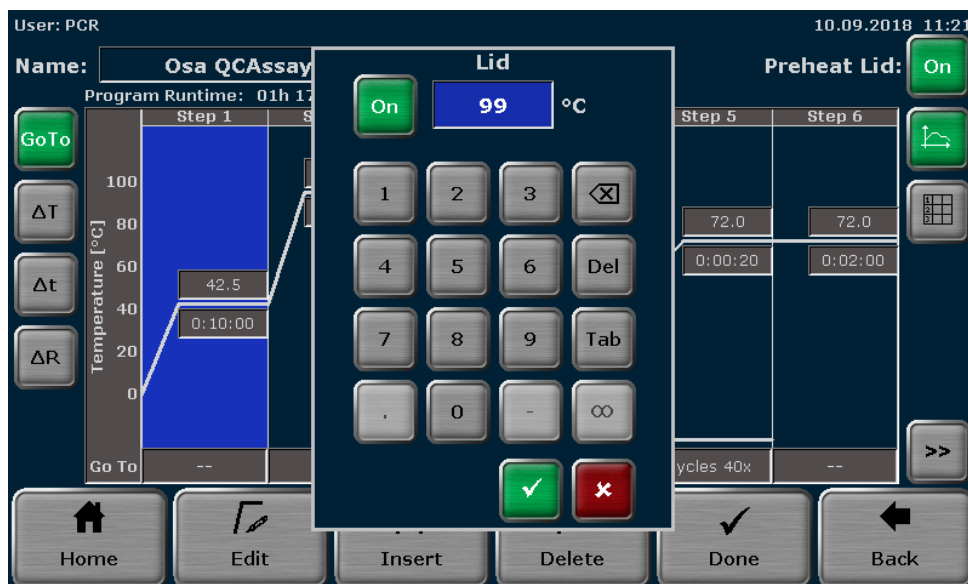 User: PCR
10.09.2018 11:21
Name:
Osa QCAssay
Lid
Preheat Lid:
On
Program Runtime: 01h 17
On
99
°C
Step 1
S
Step 5
Step 6
GoTo
ΔT
Δt
ΔR
Temperature [°C]
100
80
60
40
20
0
42.5
0:10:00
1
2
3
4
5
6
Del
7
8
9
Tab
.
0
-
∞
72.0
72.0
0:00:20
0:02:00
1
2
3
>>
Go To
--
ycles 40x
--
Home
Edit
Insert
Delete
Done
Back